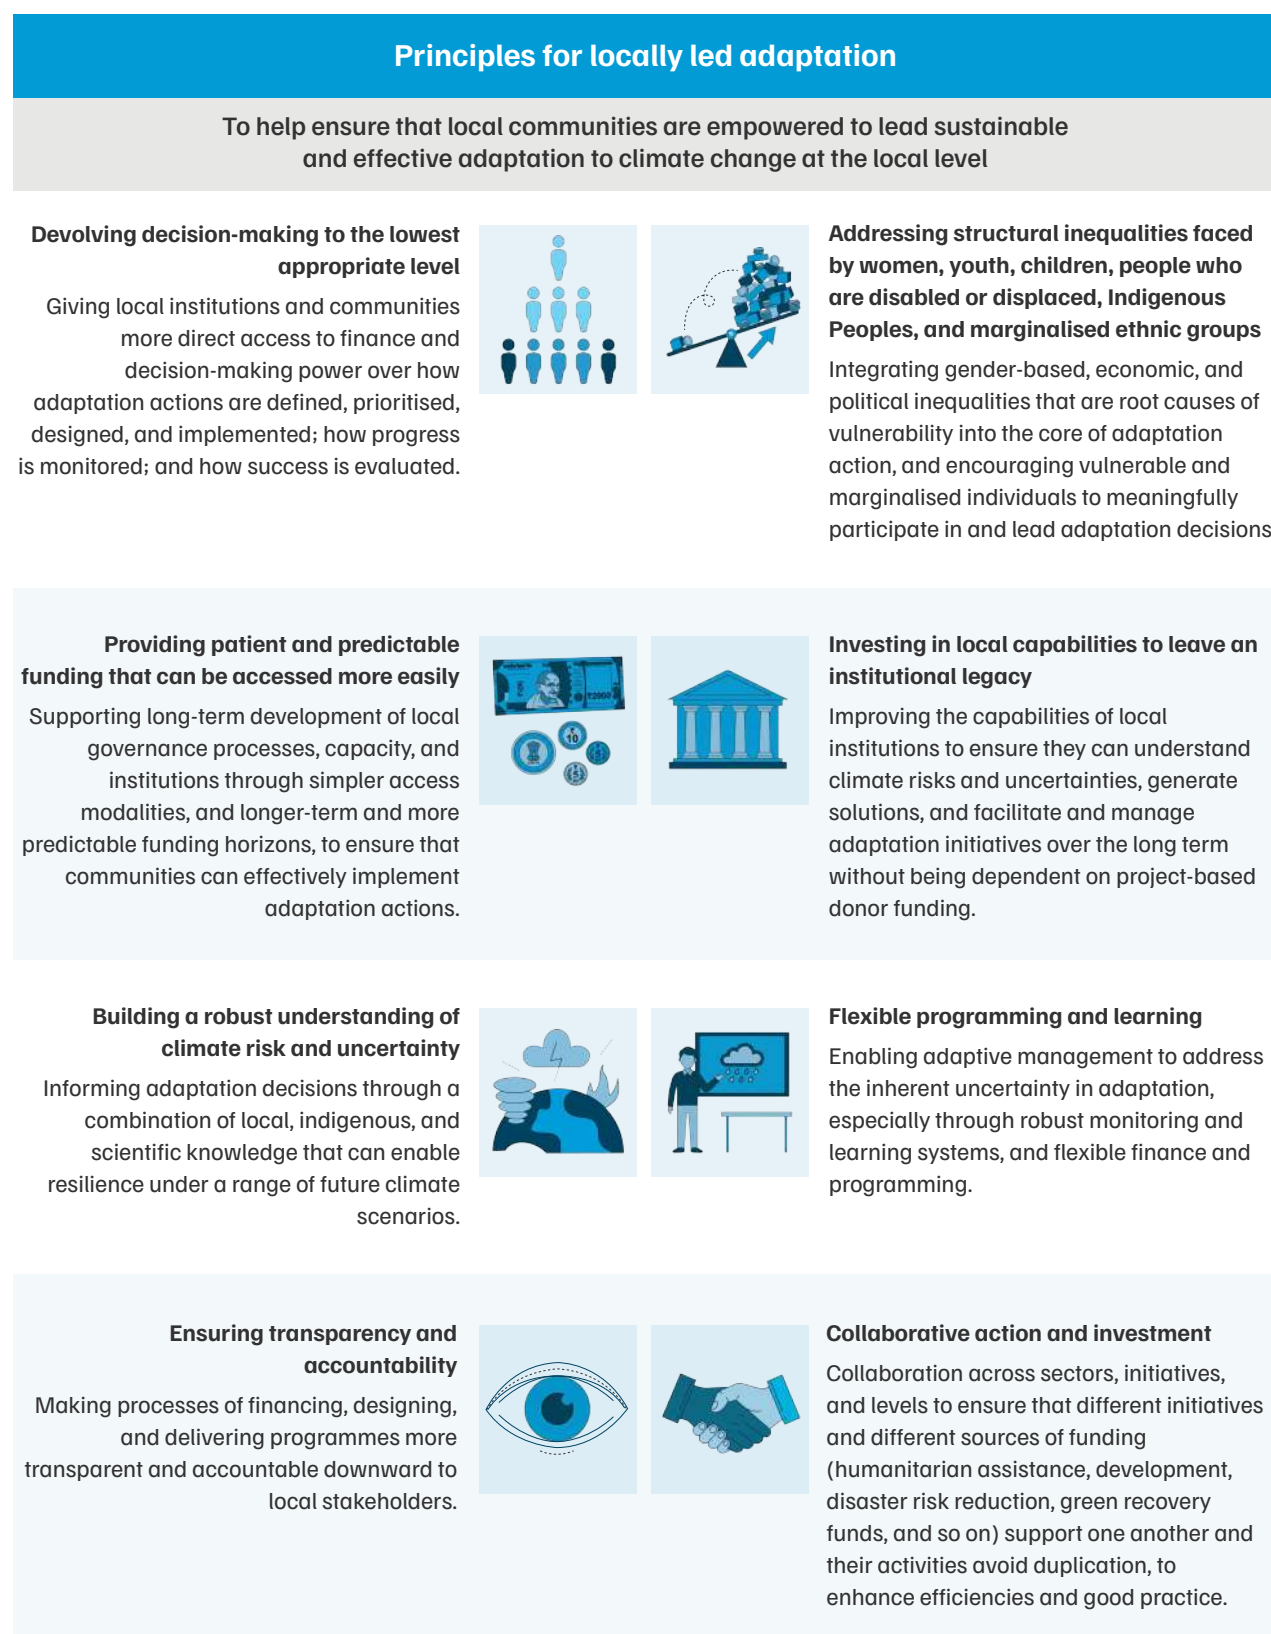 Principles for locally led adaptation
To help ensure that local communities are empowered to lead sustainable
and effective adaptation to climate change at the local level
Devolving decision-making to the lowest
appropriate level
Giving local institutions and communities
more direct access to finance and
decision-making power over how
adaptation actions are defined, prioritised,
designed, and implemented; how progress
is monitored; and how success is evaluated.
Addressing structural inequalities faced
by women, youth, children, people who
are disabled or displaced, Indigenous
Peoples, and marginalised ethnic groups
Integrating gender-based, economic, and
political inequalities that are root causes of
vulnerability into the core of adaptation
action, and encouraging vulnerable and
marginalised individuals to meaningfully
participate in and lead adaptation decisions
Providing patient and predictable
funding that can be accessed more easily
Supporting long-term development of local
governance processes, capacity, and
institutions through simpler access
modalities, and longer-term and more
predictable funding horizons, to ensure that
communities can effectively implement
adaptation actions.
₹2000
10
5
5
Investing in local capabilities to leave an
institutional legacy
Improving the capabilities of local
institutions to ensure they can understand
climate risks and uncertainties, generate
solutions, and facilitate and manage
adaptation initiatives over the long term
without being dependent on project-based
donor funding.
Building a robust understanding of
climate risk and uncertainty
Informing adaptation decisions through a
combination of local, indigenous, and
scientific knowledge that can enable
resilience under a range of future climate
scenarios.
Flexible programming and learning
Enabling adaptive management to address
the inherent uncertainty in adaptation,
especially through robust monitoring and
learning systems, and flexible finance and
programming.
Ensuring transparency and
accountability
Making processes of financing, designing,
and delivering programmes more
transparent and accountable downward to
local stakeholders.
Collaborative action and investment
Collaboration across sectors, initiatives,
and levels to ensure that different initiatives
and different sources of funding
(humanitarian assistance, development,
disaster risk reduction, green recovery
funds, and so on) support one another and
their activities avoid duplication, to
enhance efficiencies and good practice.